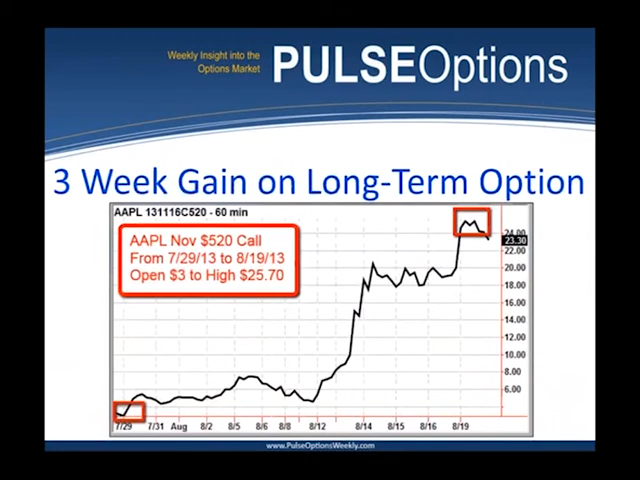 Weekly Insight into the
Options Market
PULSEOptions
3 Week Gain on Long-Term Option
AAPL 131116C520 - 60 min
AAPL Nov $520 Call
From 7/29/13 to 8/19/13
Open $3 to High $25.70
24.00
23.30
22.00
20.00
18.00
16.00
14.00
12.00
10.00
8.00
6.00
7/29 7/31 Aug 8/2 8/5 8/6 8/8 8/12 8/14 8/15 8/16 8/19
www.PulseOptionsWeekly.com